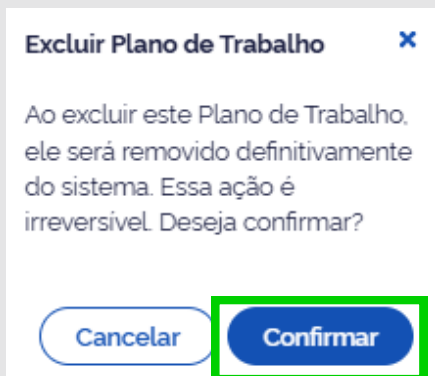 Excluir Plano de Trabalho
Ao excluir este Plano de Trabalho,
ele será removido definitivamente
do sistema. Essa ação é
irreversível. Deseja confirmar?
Cancelar
Confirmar